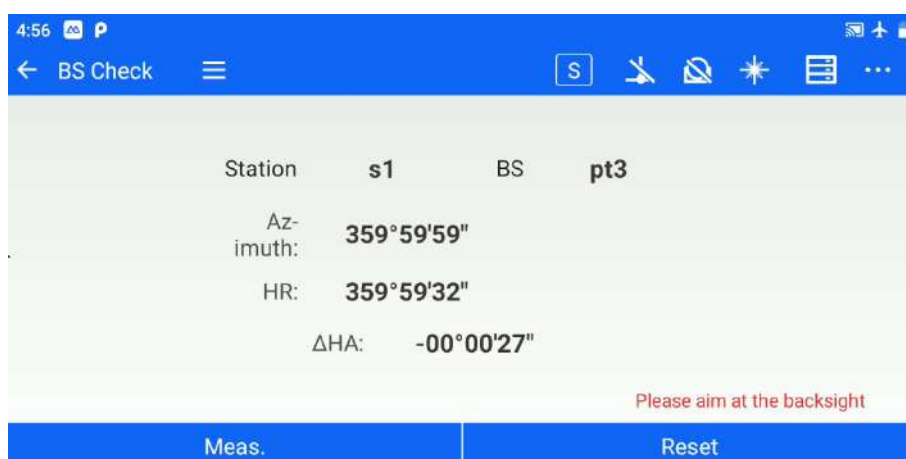 4:56 P
BS Check S
Station s1 BS pt3
Az-
imuth: 359°59'59"
HR: 359°59'32"
ΔHA: -00°00'27"
Please aim at the backsight
Meas. Reset